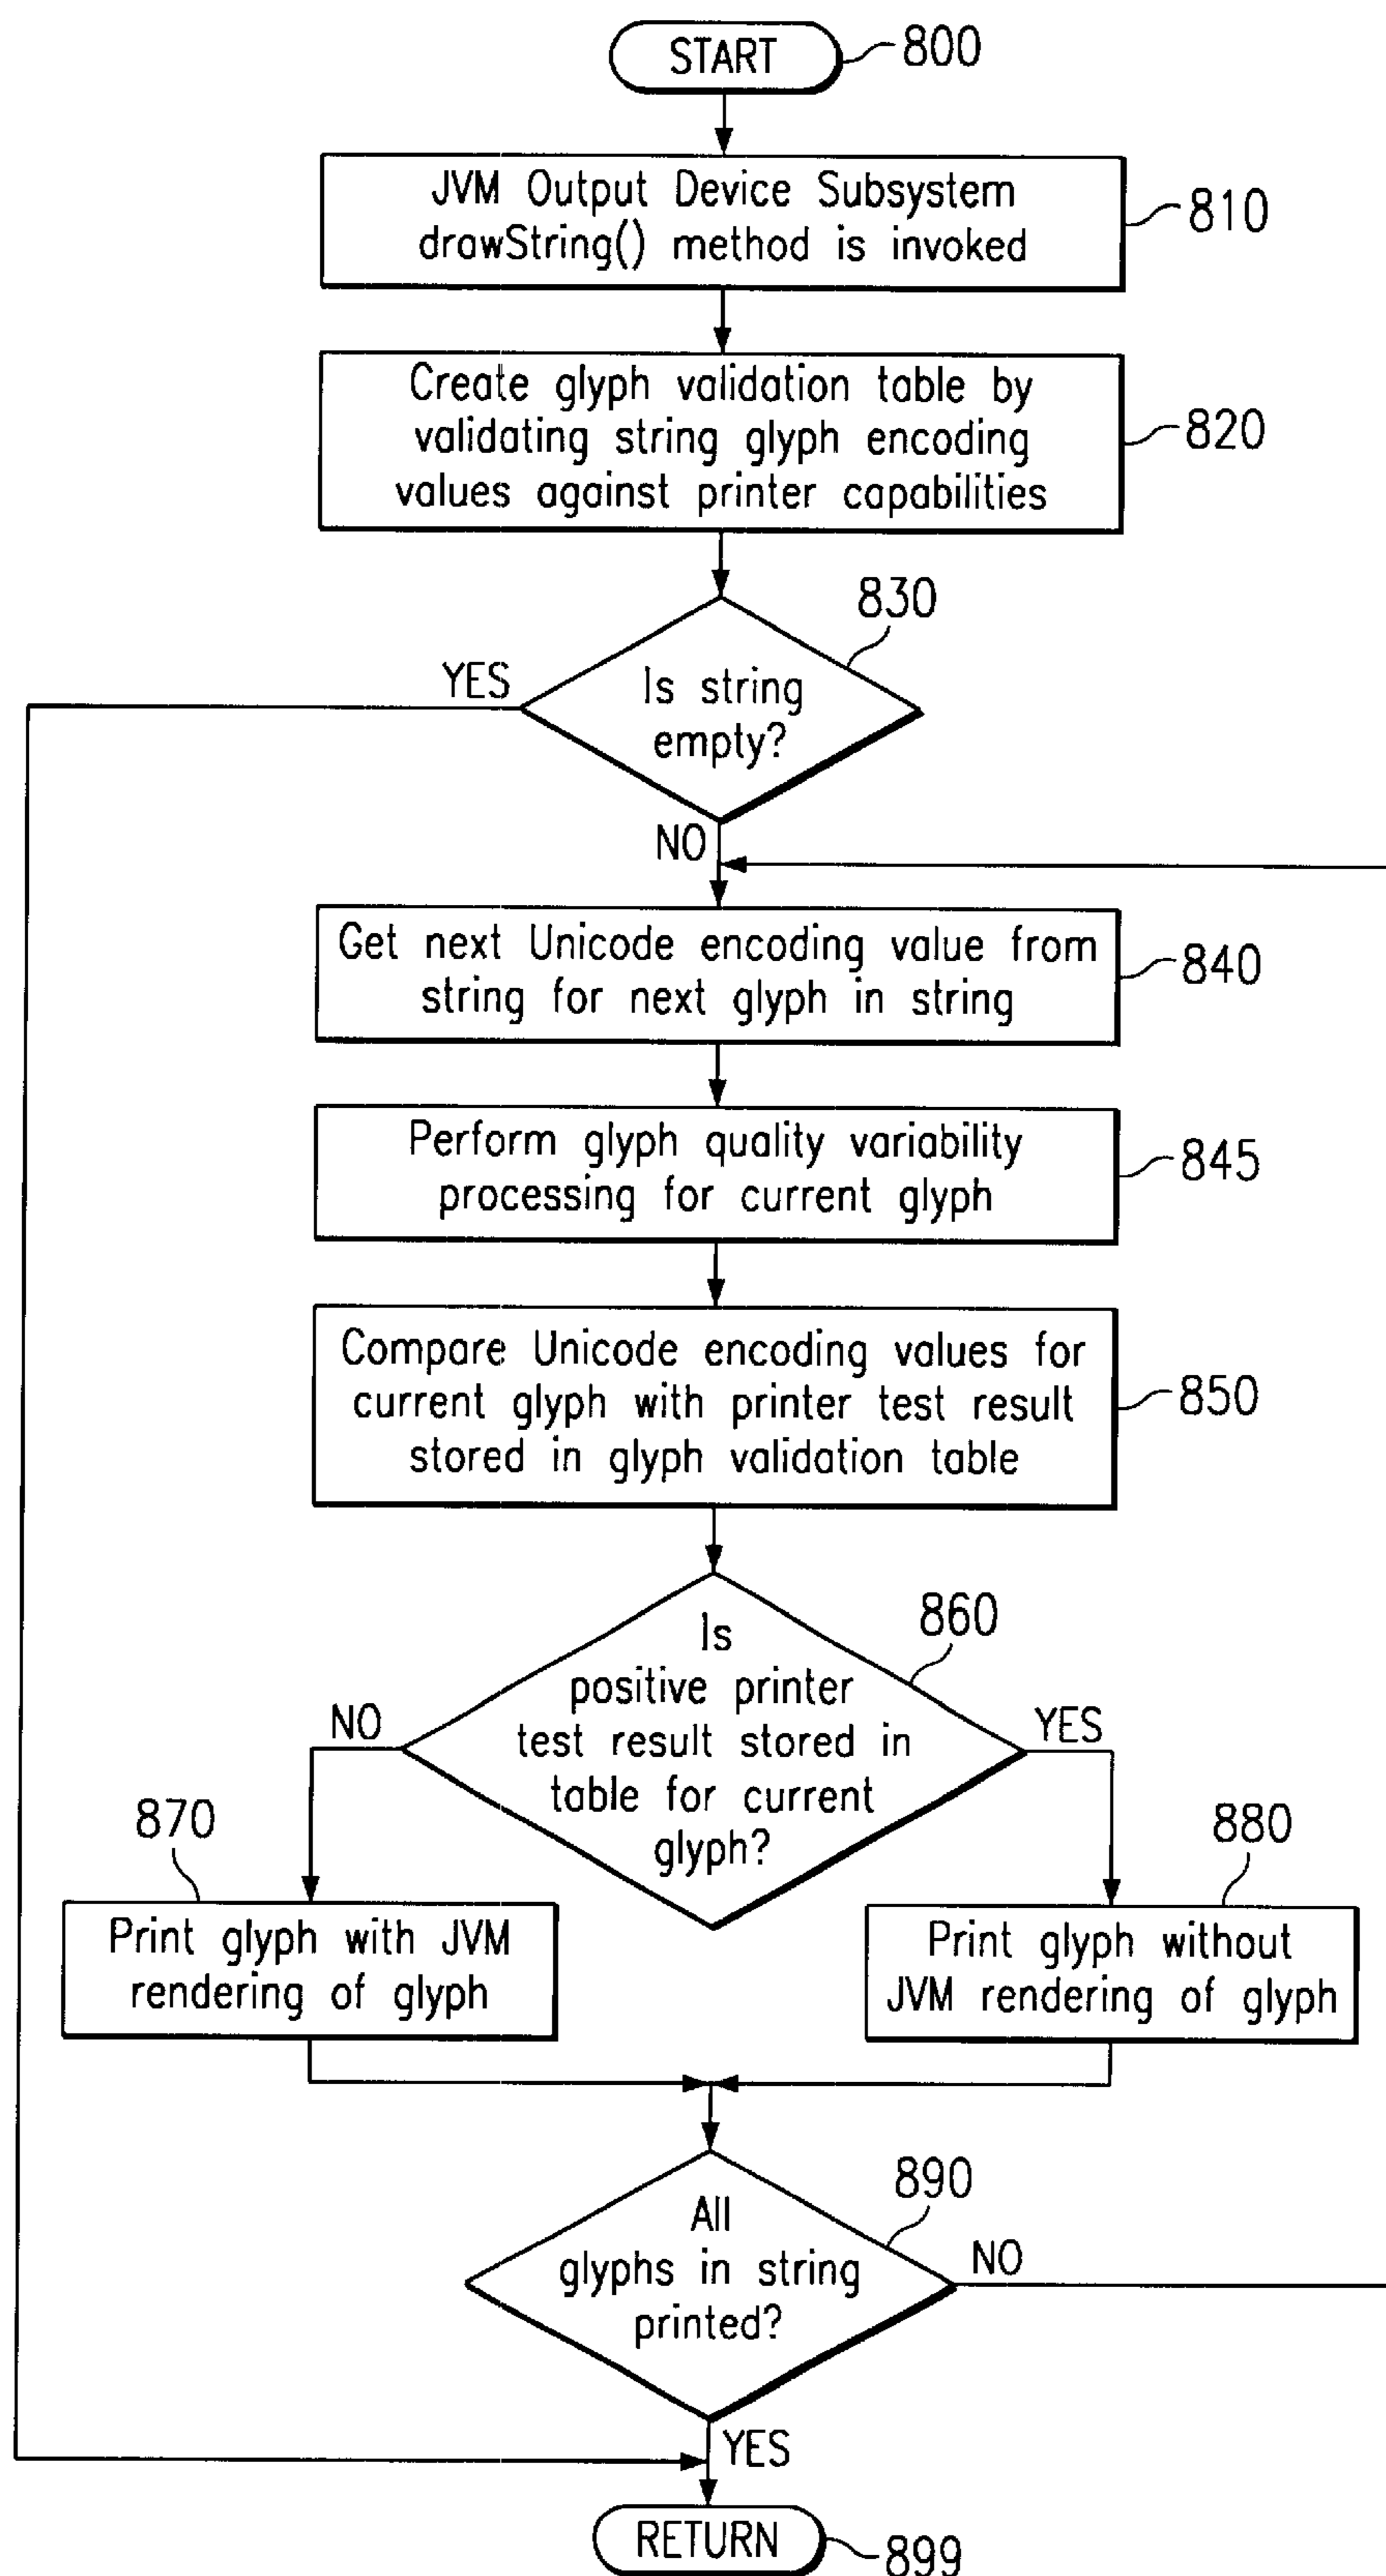 START
800
JVM Output Device Subsystem
drawString() method is invoked
810
Create glyph validation table by
validating string glyph encoding
values against printer capabilities
820
830
YES
Is string
empty?
NO
Get next Unicode encoding value from
string for next glyph in string
840
Perform glyph quality variability
processing for current glyph
845
Compare Unicode encoding values for
current glyph with printer test result
stored in glyph validation table
850
860
Is
positive printer
test result stored in
table for current
glyph?
NO
YES
870
880
Print glyph with JVM
rendering of glyph
Print glyph without
JVM rendering of glyph
890
All
glyphs in string
printed?
NO
YES
RETURN
899